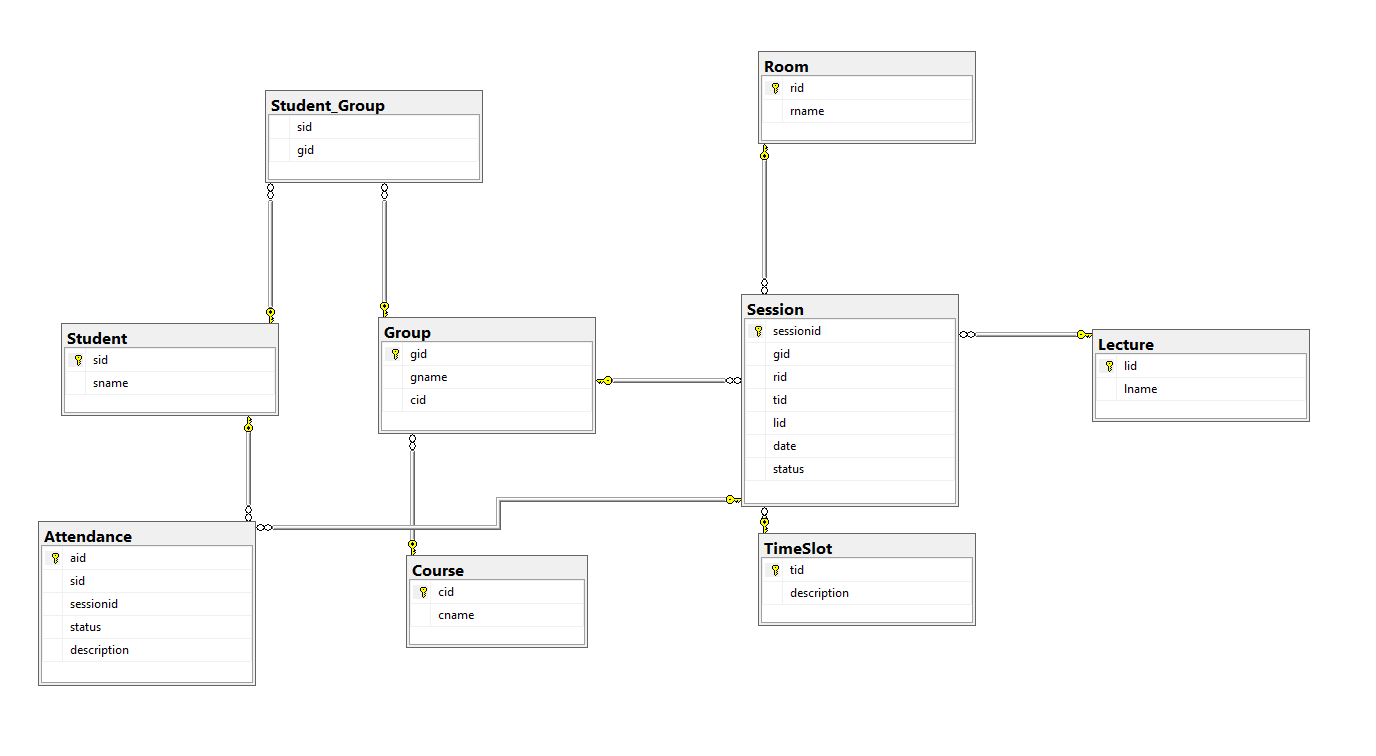 Room
rid
rname
Student_Group
sid
gid
Session
sessionid
gid
rid
tid
lid
date
status
Lecture
lid
lname
Student
sid
sname
Group
gid
gname
cid
Attendance
aid
sid
sessionid
status
description
Course
cid
cname
TimeSlot
tid
description